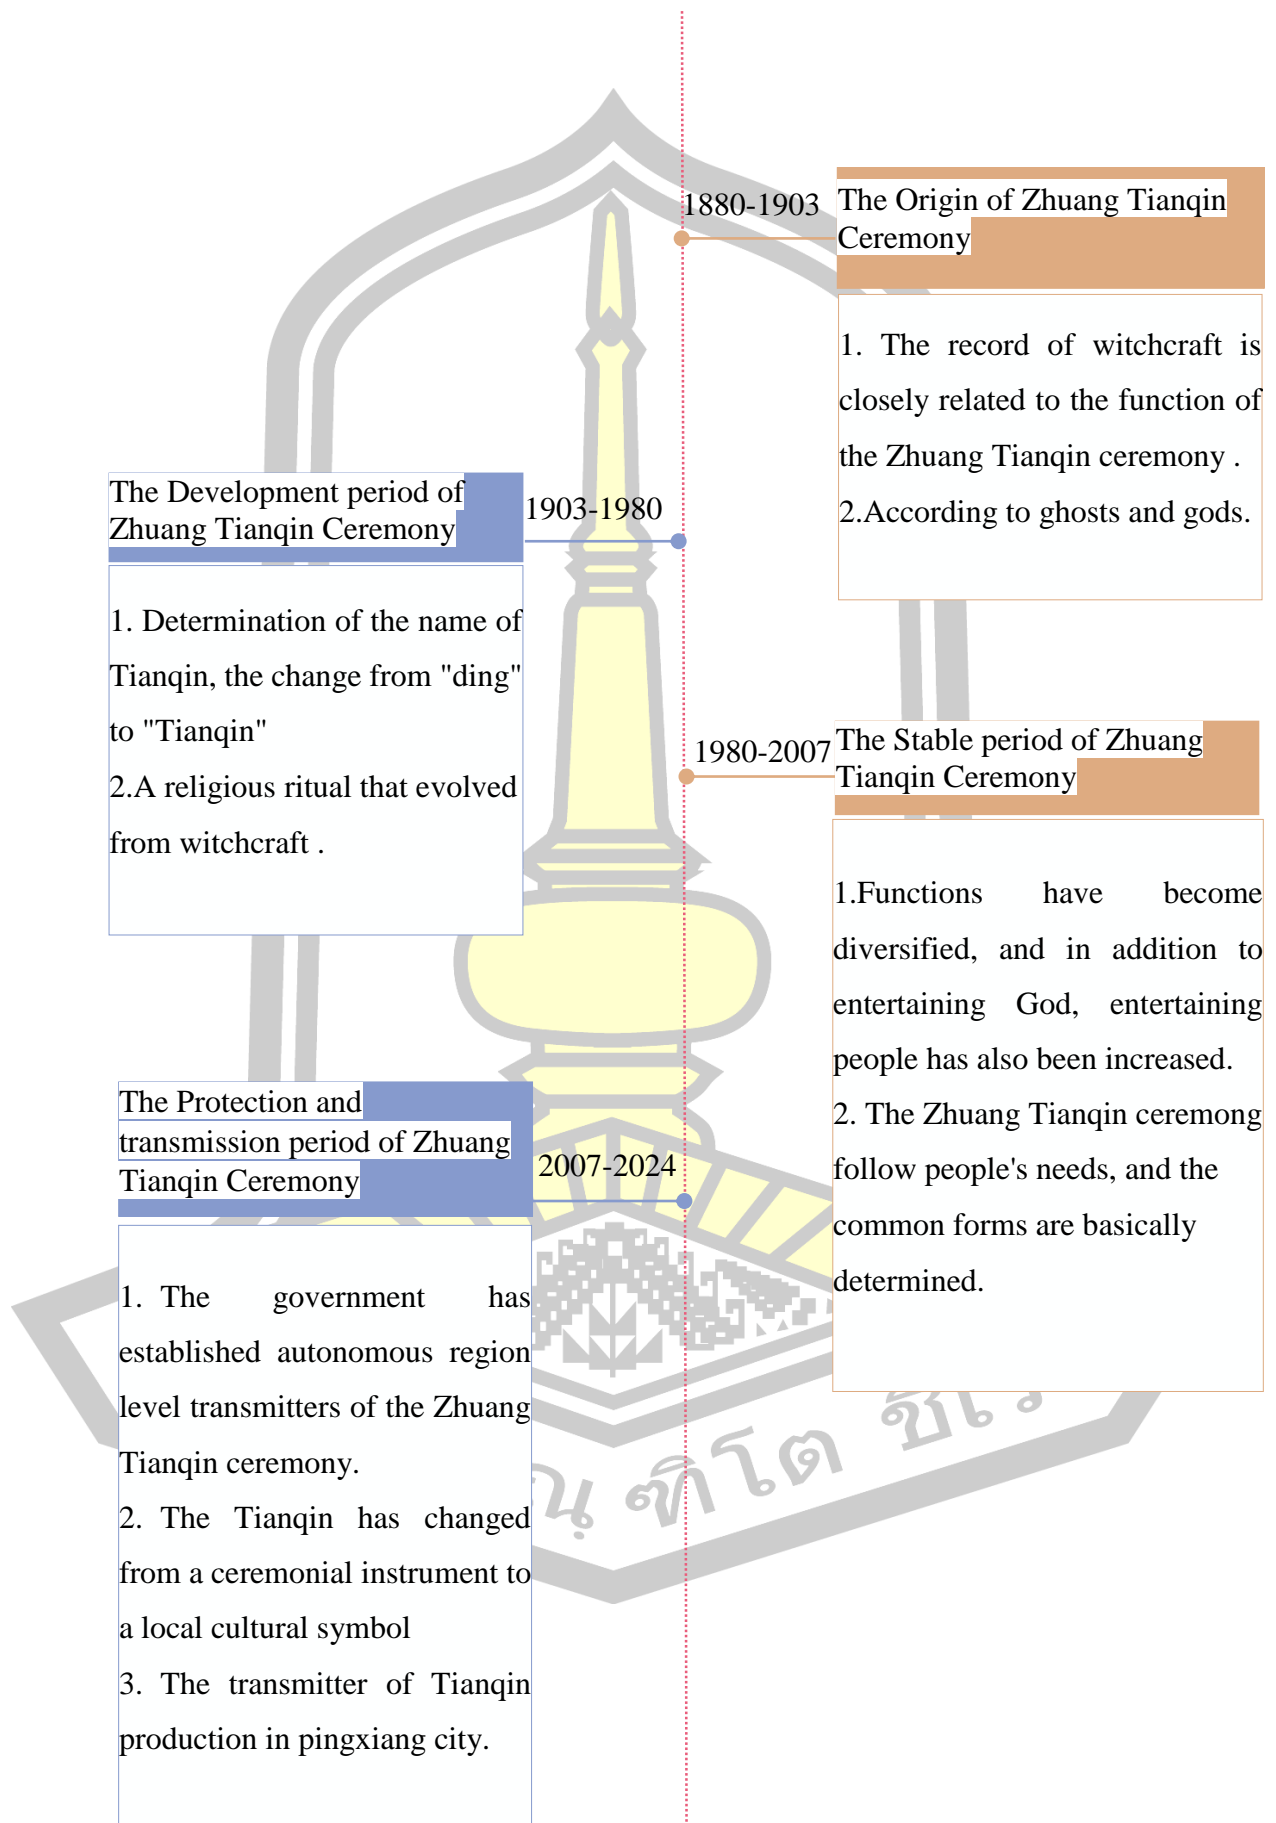 1880-1903
The Origin of Zhuang Tianqin
Ceremony
1. The record of witchcraft is
closely related to the function of
the Zhuang Tianqin ceremony .
2.According to ghosts and gods.
The Development period of
Zhuang Tianqin Ceremony
1903-1980
1. Determination of the name of
Tianqin, the change from "ding"
to "Tianqin"
2.A religious ritual that evolved
from witchcraft .
1980-2007
The Stable period of Zhuang
Tianqin Ceremony
1.Functions have become
diversified, and in addition to
entertaining God, entertaining
people has also been increased.
2. The Zhuang Tianqin ceremong
follow people's needs, and the
common forms are basically
determined.
The Protection and
transmission period of Zhuang
Tianqin Ceremony
2007-2024
1. The government has
established autonomous region
level transmitters of the Zhuang
Tianqin ceremony.
2. The Tianqin has changed
from a ceremonial instrument to
a local cultural symbol
3. The transmitter of Tianqin
production in pingxiang city.
ฑิโต